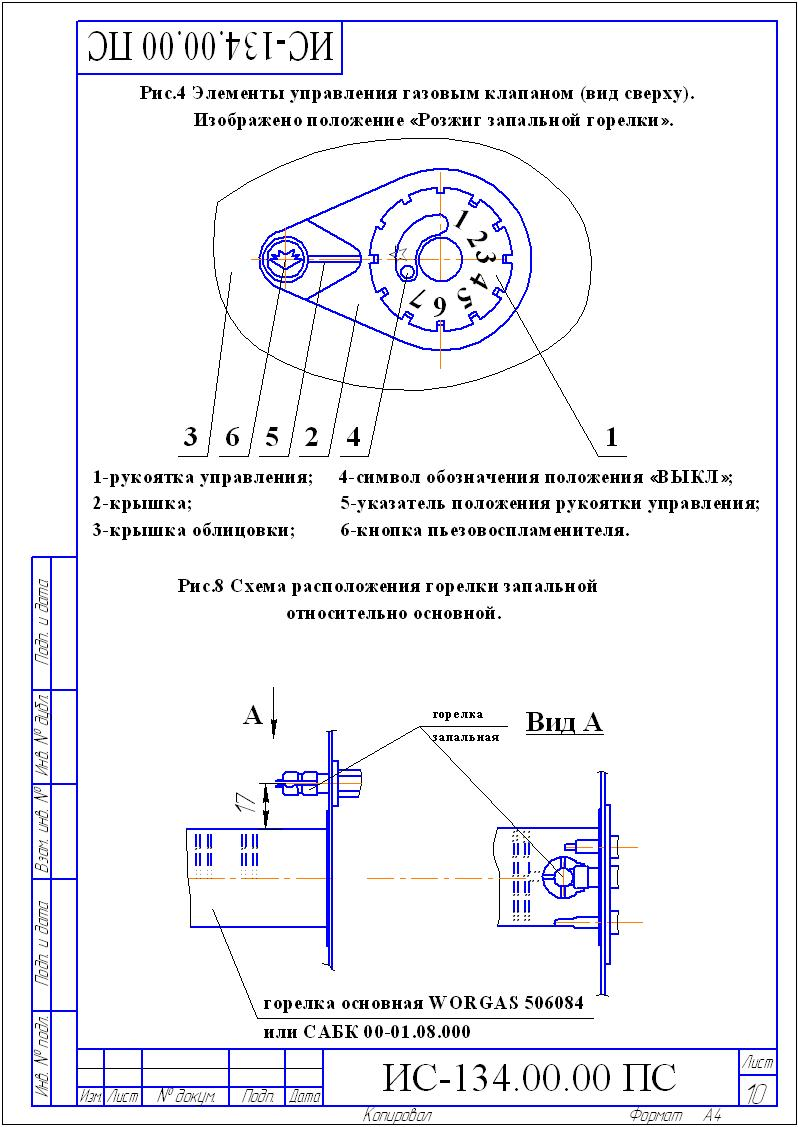 ИС-134.00.00 ПС
Рис.4 Элементы управления газовым клапаном (вид сверху).
Изображено положение «Розжиг запальной горелки».
1 2 3 4 5 6 7
3 6 5 2 4 1
1-рукоятка управления; 4-символ обозначения положения «ВЫКЛ»;
2-крышка; 5-указатель положения рукоятки управления;
3-крышка облицовки; 6-кнопка пьезовоспламенителя.
Рис.8 Схема расположения горелки запальной
относительно основной.
А
горелка
запальная
Вид А
17
горелка основная WORGAS 506084
или САБК 00-01.08.000
Подп. и дата
Инв. № дубл.
Взам. инв. №
Подп. и дата
Инв. № подл.
Изм. Лист № докум. Подп. Дата
ИС-134.00.00 ПС
Лист
10
Копировал Формат А4